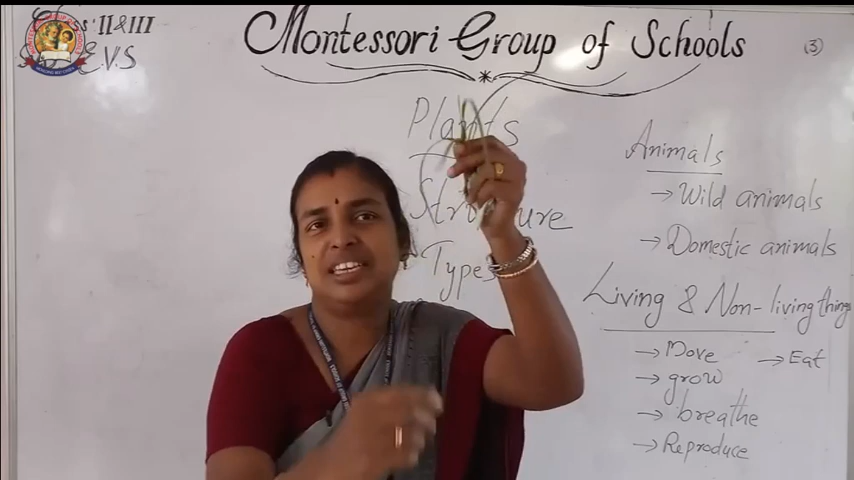 II & III
E.V.S
Montessori Group of Schools
3
Plants
Structure
Types
Animals
→ Wild animals
→ Domestic animals
Living & Non-living things
→ Move → Eat
→ grow
→ breathe
→ Reproduce